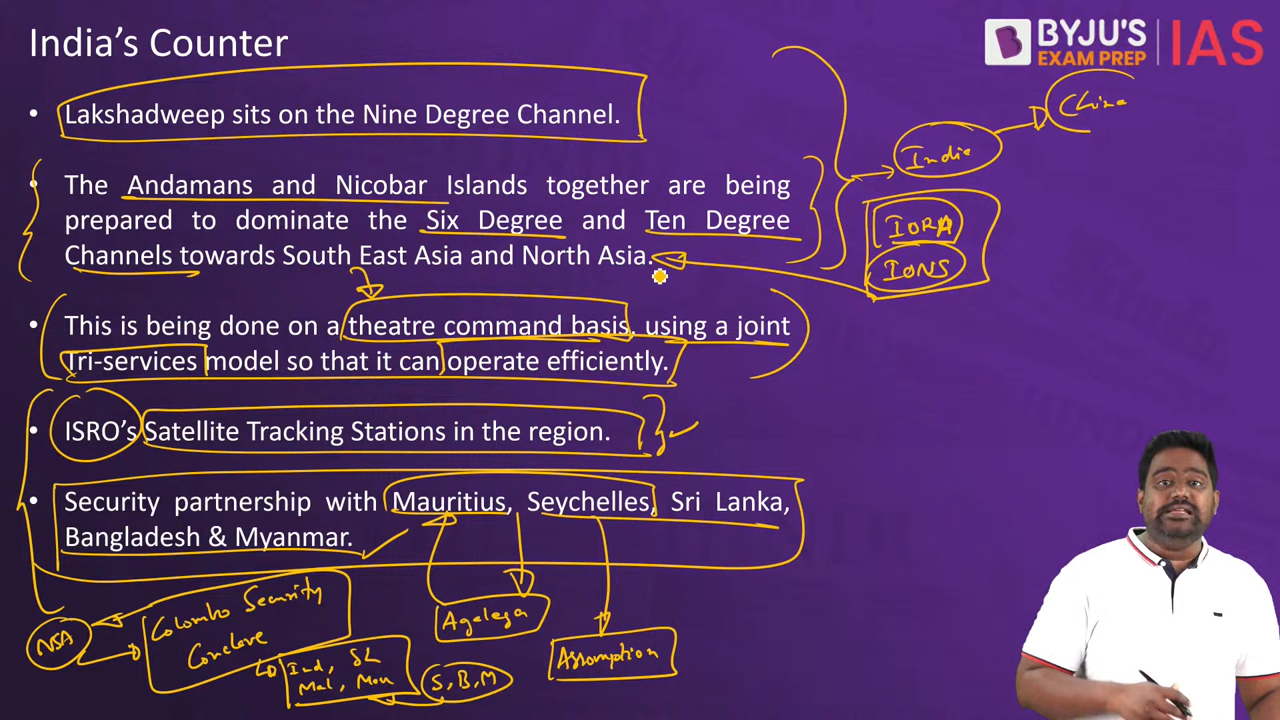 India's Counter
BYJU'S
EXAM PREP
IAS
• Lakshadweep sits on the Nine Degree Channel.
China
India
• The Andamans and Nicobar Islands together are being
prepared to dominate the Six Degree and Ten Degree
Channels towards South East Asia and North Asia.
IORA
IONS
• This is being done on a theatre command basis, using a joint
Tri-services model so that it can operate efficiently.
• ISRO's Satellite Tracking Stations in the region.
• Security partnership with Mauritius, Seychelles, Sri Lanka,
Bangladesh & Myanmar.
NSA
Colombo Security
Conclave
Agalega
Assomption
Ind, SL
Mal, Mau
S, B, M